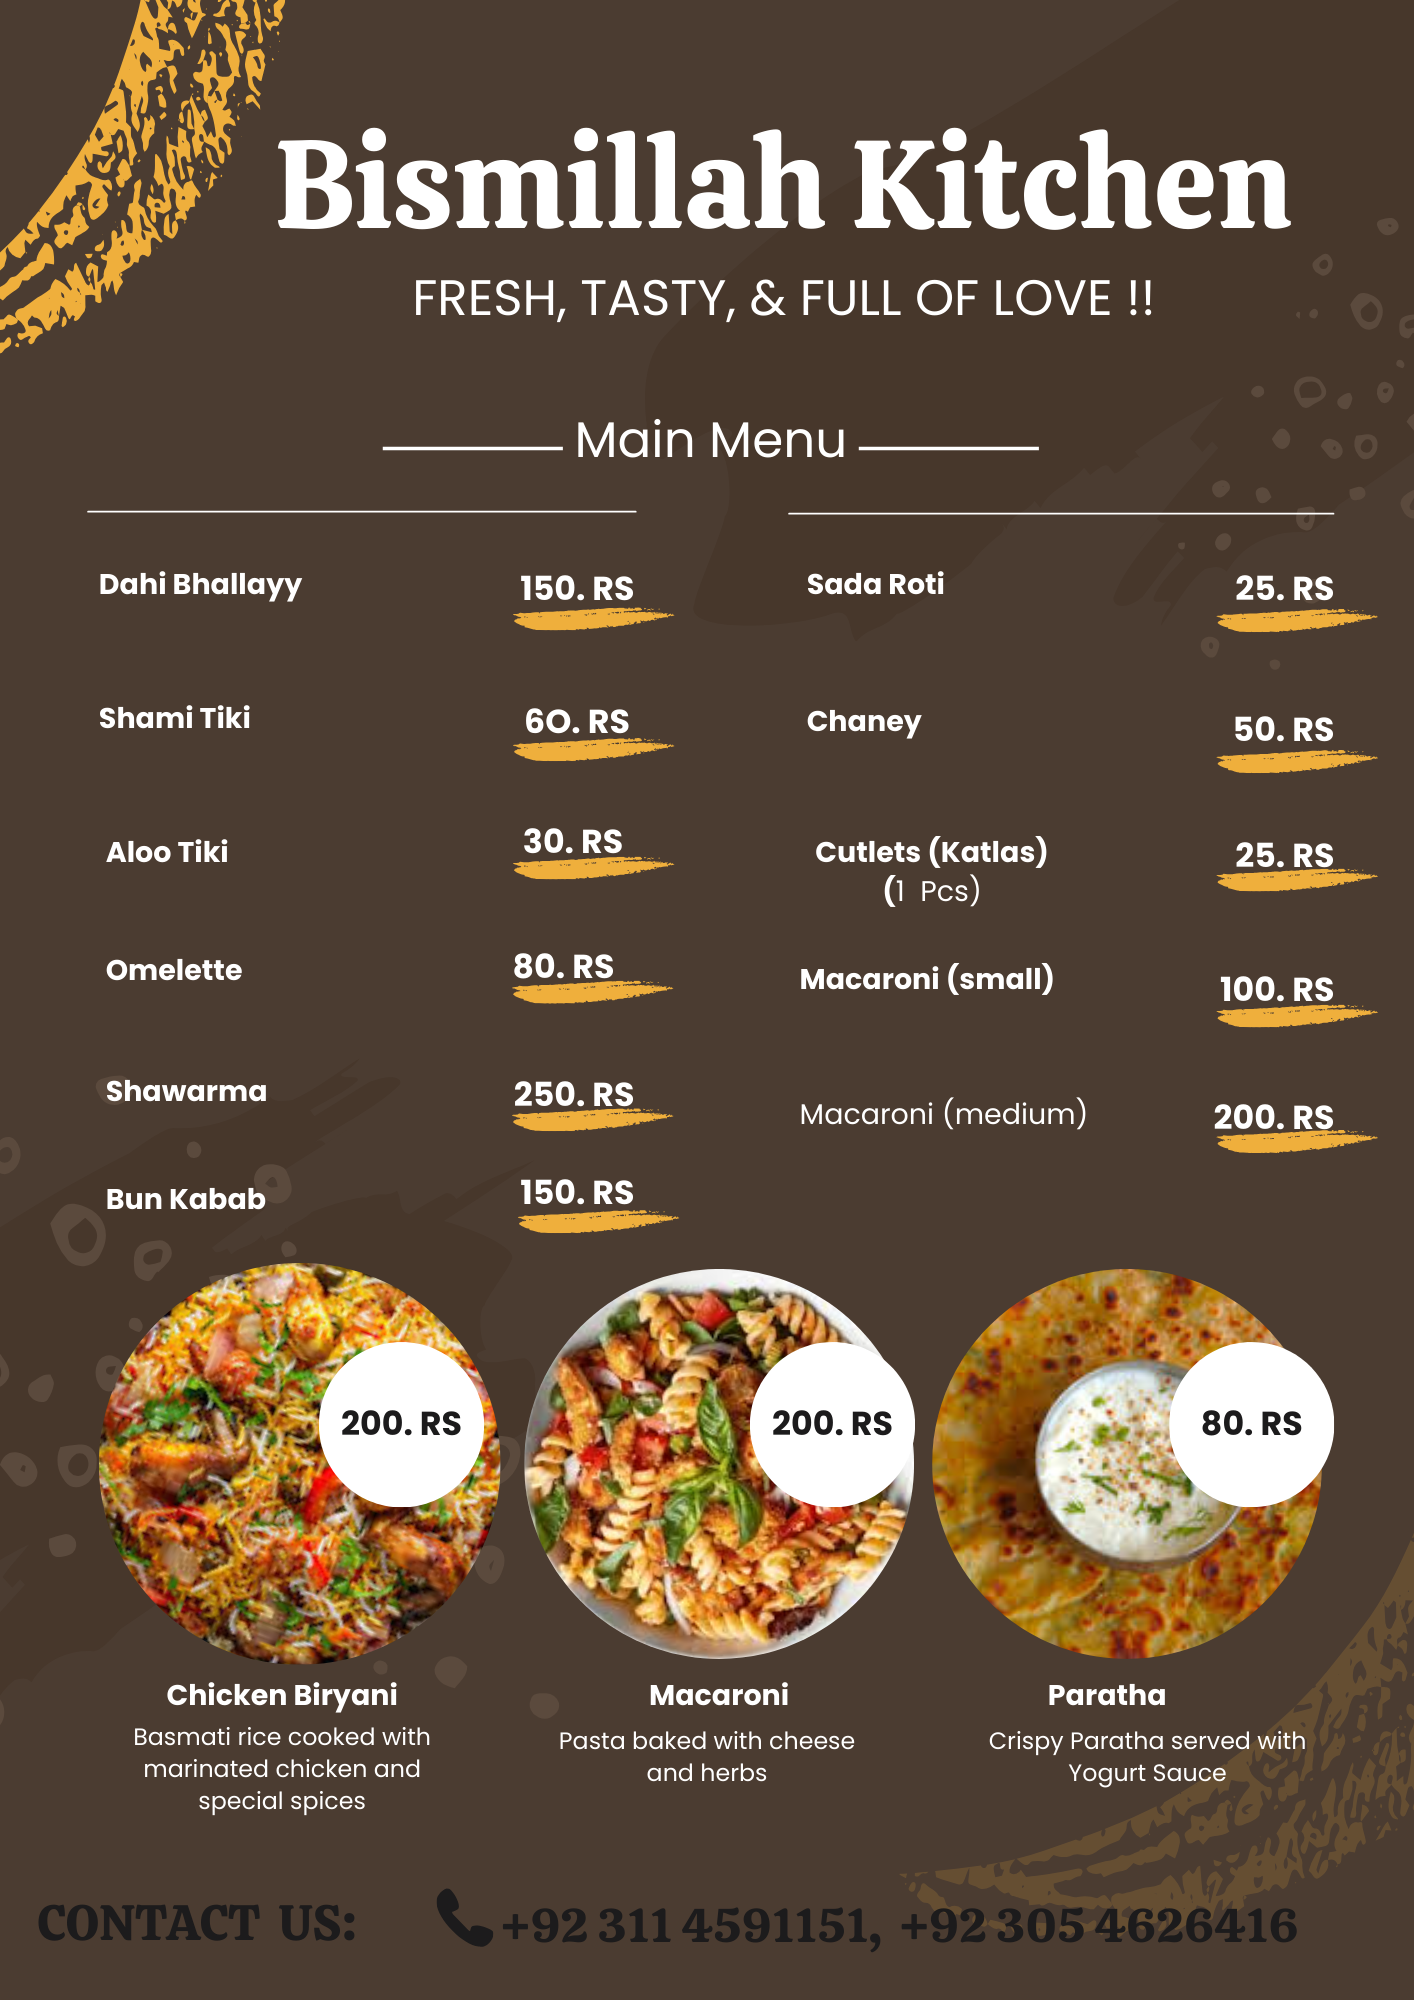 Bismillah Kitchen
FRESH, TASTY, & FULL OF LOVE !!
Main Menu
Dahi Bhallayy 150. RS
Shami Tiki 6O. RS
Aloo Tiki 30. RS
Omelette 80. RS
Shawarma 250. RS
Bun Kabab 150. RS
Sada Roti 25. RS
Chaney 50. RS
Cutlets (Katlas) 25. RS
(1 Pcs)
Macaroni (small) 100. RS
Macaroni (medium) 200. RS
200. RS
Chicken Biryani
Basmati rice cooked with
marinated chicken and
special spices
200. RS
Macaroni
Pasta baked with cheese
and herbs
80. RS
Paratha
Crispy Paratha served with
Yogurt Sauce
CONTACT US: +92 311 4591151, +92 305 4626416